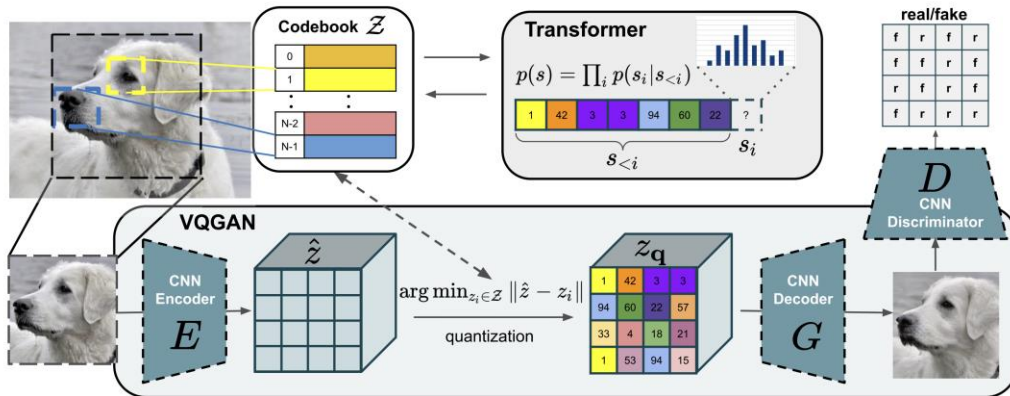 Codebook 𝒵
0
1
: :
N-2
N-1
Transformer
p(s) = ∏ᵢ p(sᵢ|s<ᵢ)
1 42 3 3 94 60 22 ?
s<ᵢ sᵢ
real/fake
f r f f
f f r r
r f r r
f r r r
D
CNN
Discriminator
VQGAN
CNN
Encoder
E
ẑ
arg min_{zᵢ∈𝒵} ‖ẑ − zᵢ‖
quantization
z_q
1 42 3 3
94 60 22 57
33 4 18 21
1 53 94 15
CNN
Decoder
G